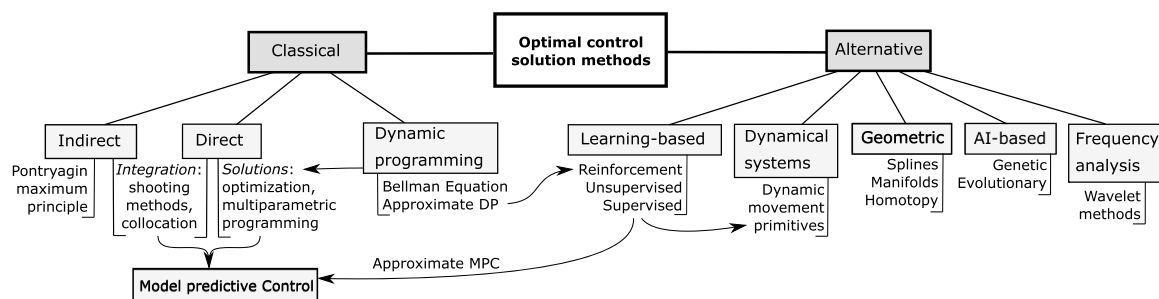 Optimal control
solution methods
Classical
Indirect
Pontryagin
maximum
principle
Direct
Integration:
shooting
methods,
collocation
Solutions:
optimization,
multiparametric
programming
Dynamic
programming
Bellman Equation
Approximate DP
Model predictive Control
Approximate MPC
Alternative
Learning-based
Reinforcement
Unsupervised
Supervised
Dynamical
systems
Dynamic
movement
primitives
Geometric
Splines
Manifolds
Homotopy
AI-based
Genetic
Evolutionary
Frequency
analysis
Wavelet
methods